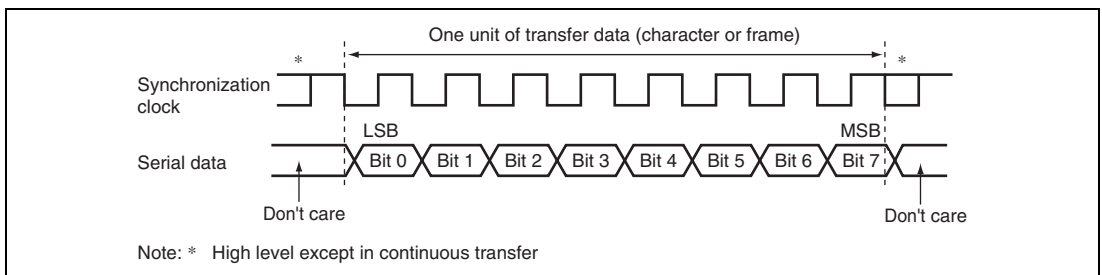 One unit of transfer data (character or frame)
* *
Synchronization
clock
LSB MSB
Serial data Bit 0 Bit 1 Bit 2 Bit 3 Bit 4 Bit 5 Bit 6 Bit 7
Don't care Don't care
Note: * High level except in continuous transfer